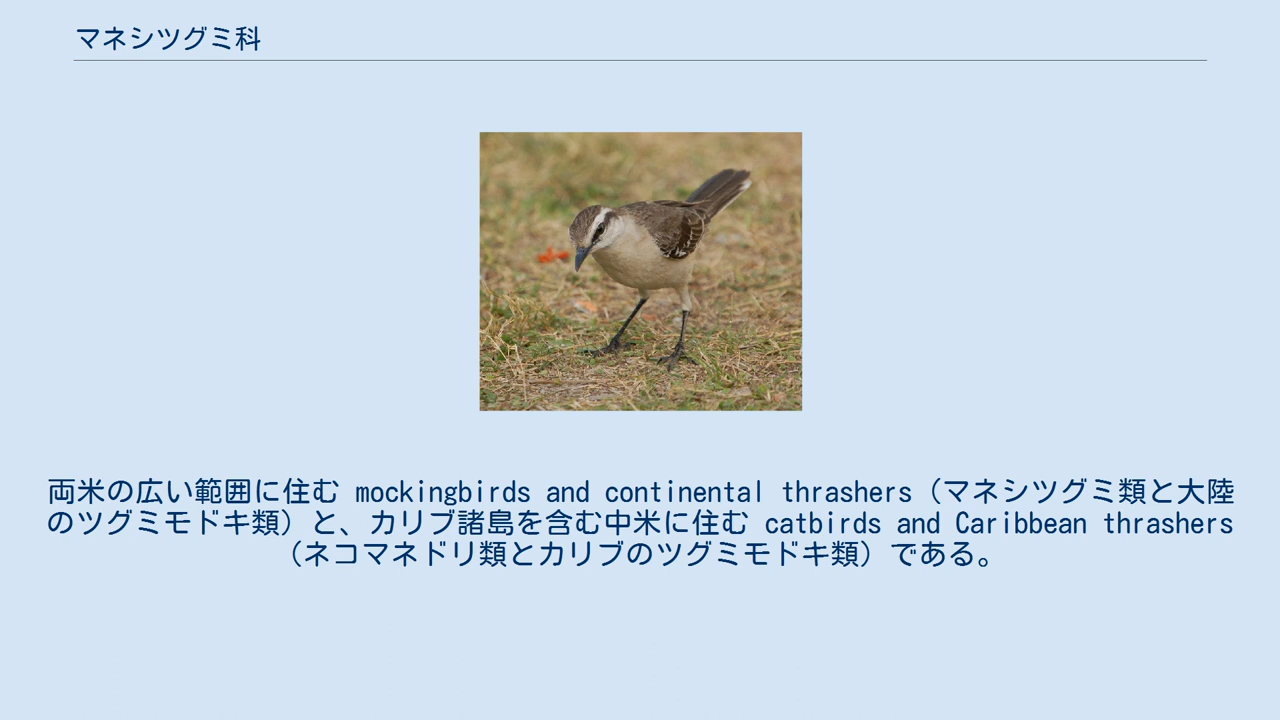 マネシツグミ科
両米の広い範囲に住む mockingbirds and continental thrashers（マネシツグミ類と大陸
のツグミモドキ類）と、カリブ諸島を含む中米に住む catbirds and Caribbean thrashers
（ネコマネドリ類とカリブのツグミモドキ類）である。